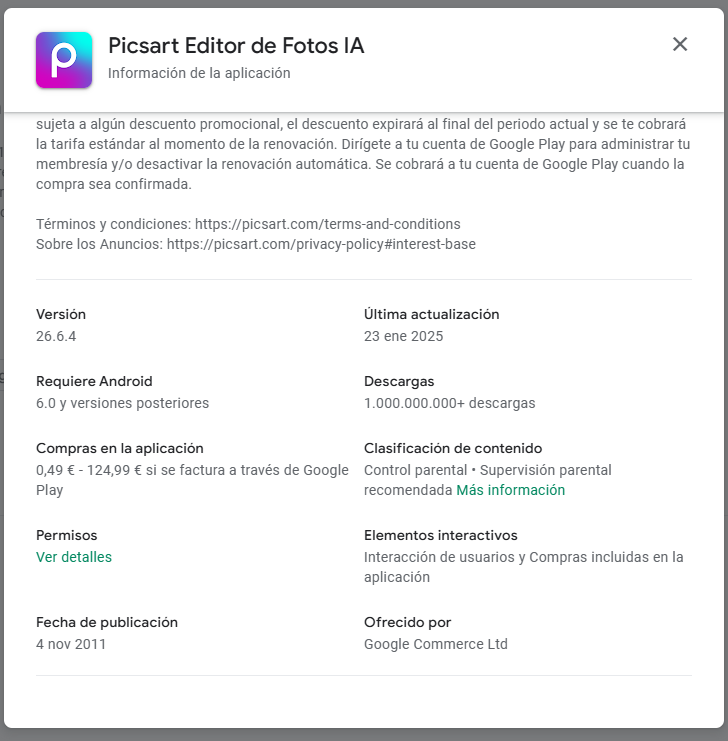 Picsart Editor de Fotos IA
Información de la aplicación
sujeta a algún descuento promocional, el descuento expirará al final del periodo actual y se te cobrará
la tarifa estándar al momento de la renovación. Dirígete a tu cuenta de Google Play para administrar tu
membresía y/o desactivar la renovación automática. Se cobrará a tu cuenta de Google Play cuando la
compra sea confirmada.
Términos y condiciones: https://picsart.com/terms-and-conditions
Sobre los Anuncios: https://picsart.com/privacy-policy#interest-base
Versión
26.6.4
Última actualización
23 ene 2025
Requiere Android
6.0 y versiones posteriores
Descargas
1.000.000.000+ descargas
Compras en la aplicación
0,49 € - 124,99 € si se factura a través de Google
Play
Clasificación de contenido
Control parental • Supervisión parental
recomendada Más información
Permisos
Ver detalles
Elementos interactivos
Interacción de usuarios y Compras incluidas en la
aplicación
Fecha de publicación
4 nov 2011
Ofrecido por
Google Commerce Ltd